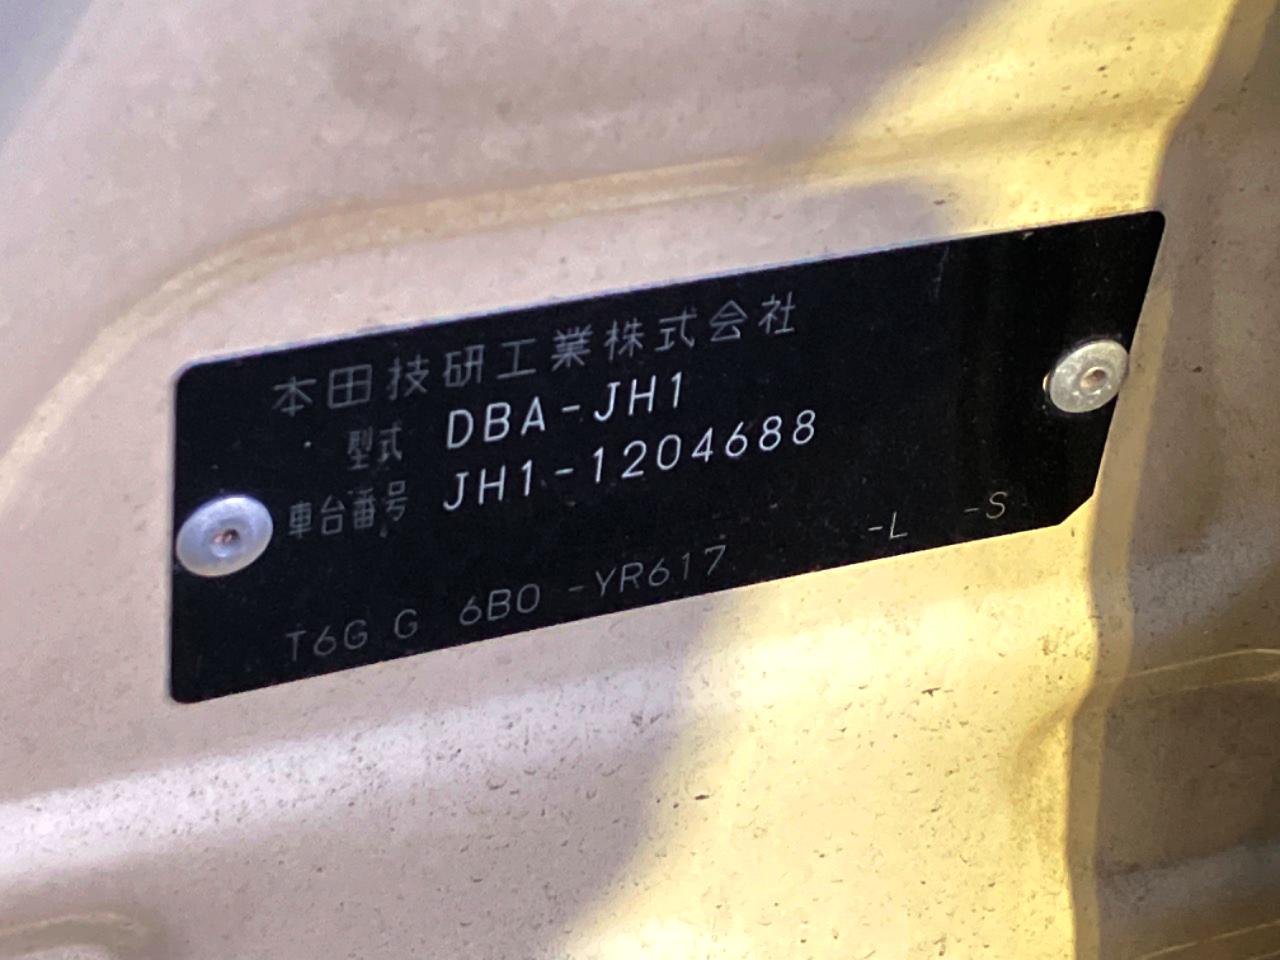 本田技研工業株式会社
型式 DBA-JH1
車台番号 JH1-1204688
T6G G 6B0 -YR617 -L -S